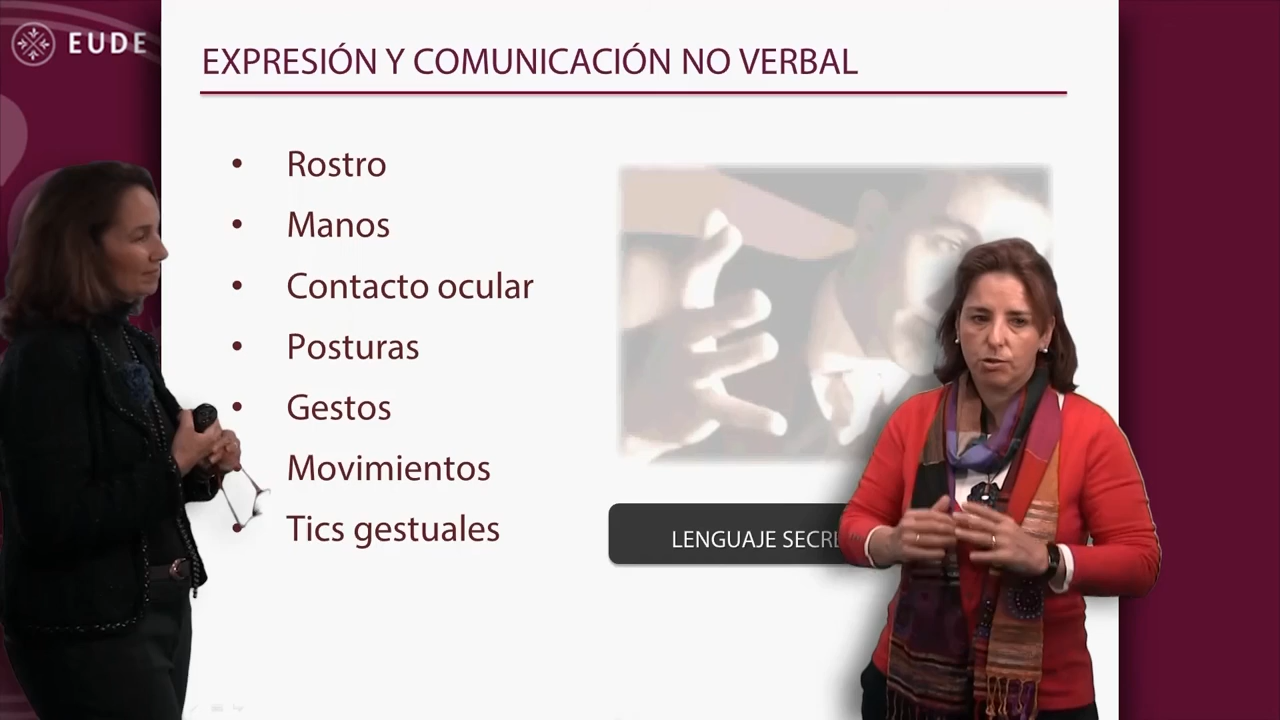 EUDE
EXPRESIÓN Y COMUNICACIÓN NO VERBAL
• Rostro
• Manos
• Contacto ocular
• Posturas
• Gestos
Movimientos
• Tics gestuales
LENGUAJE